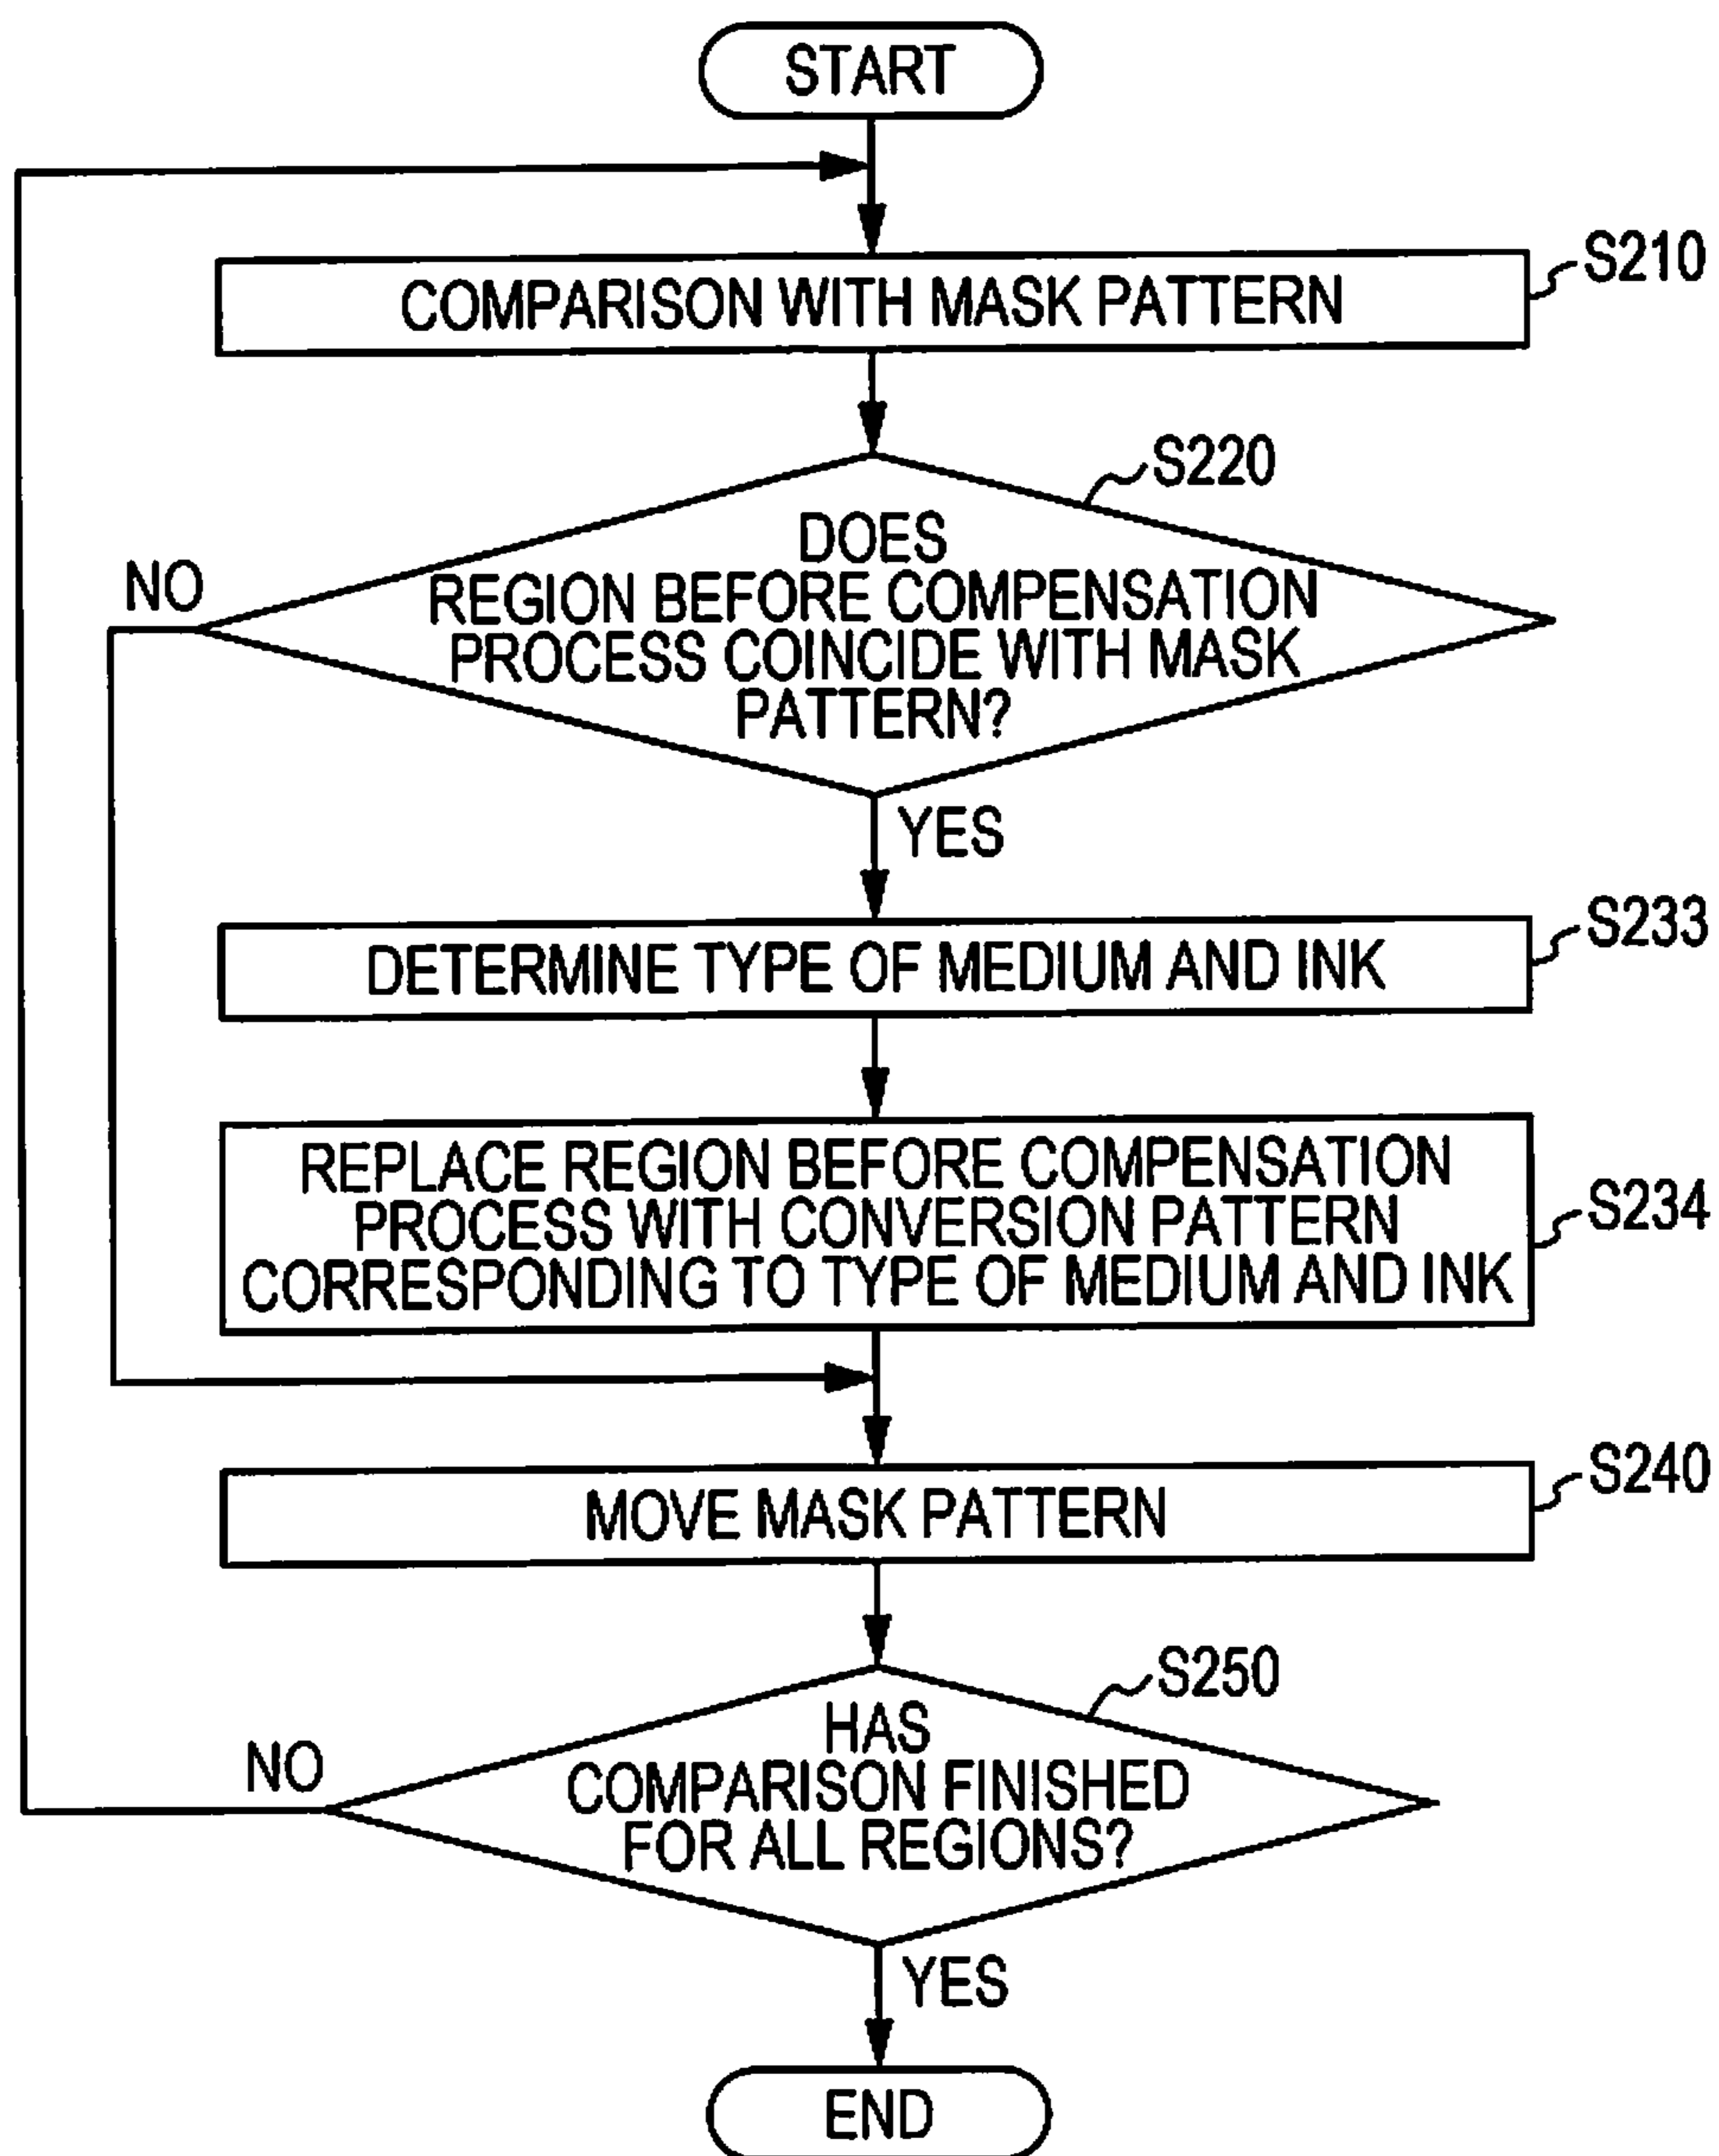 START
COMPARISON WITH MASK PATTERN
S210
S220
DOES
REGION BEFORE COMPENSATION
PROCESS COINCIDE WITH MASK
PATTERN?
NO
YES
DETERMINE TYPE OF MEDIUM AND INK
S233
REPLACE REGION BEFORE COMPENSATION
PROCESS WITH CONVERSION PATTERN
CORRESPONDING TO TYPE OF MEDIUM AND INK
S234
MOVE MASK PATTERN
S240
S250
HAS
COMPARISON FINISHED
FOR ALL REGIONS?
NO
YES
END